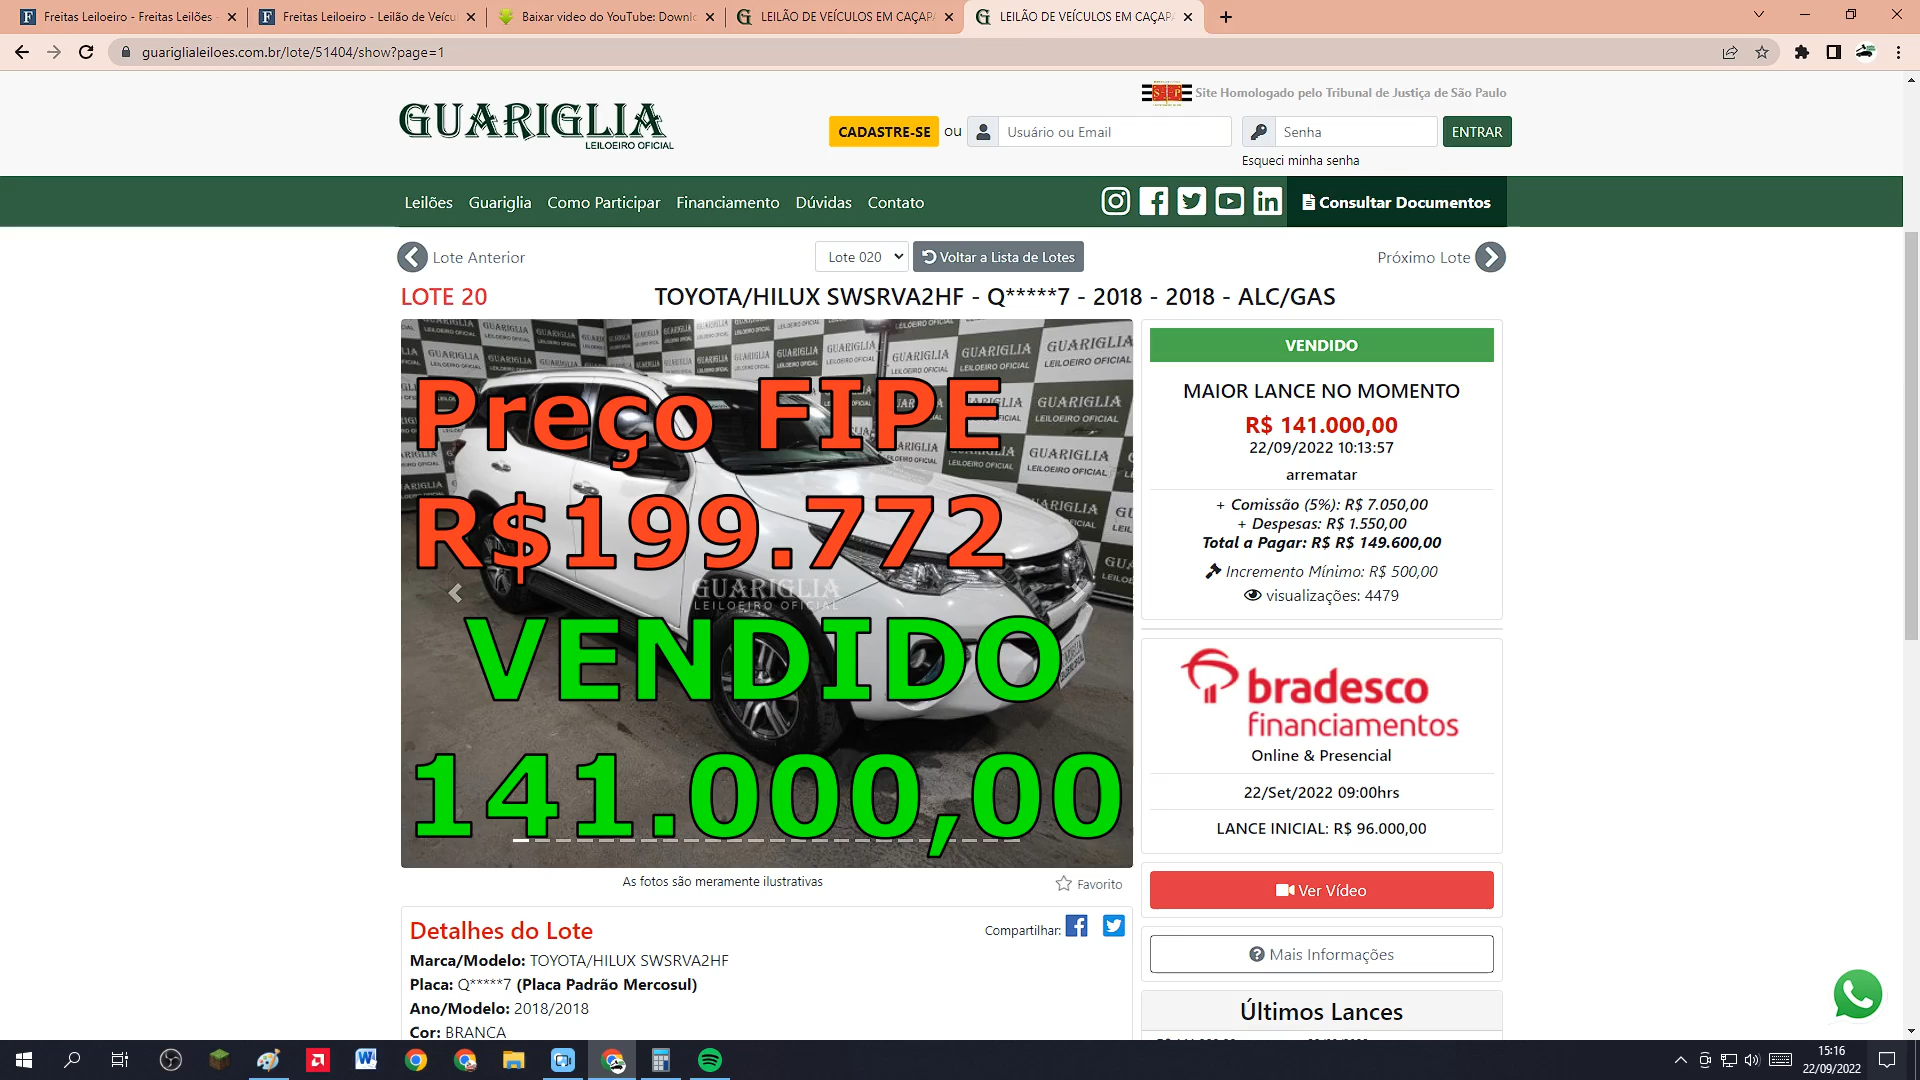 Freitas Leiloeiro - Freitas Leilões
Freitas Leiloeiro - Leilão de Veícu
Baixar video do YouTube: Downlo
LEILÃO DE VEÍCULOS EM CAÇAPA
LEILÃO DE VEÍCULOS EM CAÇAPA
guariglialeiloes.com.br/lote/51404/show?page=1
Site Homologado pelo Tribunal de Justiça de São Paulo
GUARIGLIA
LEILOEIRO OFICIAL
CADASTRE-SE ou Usuário ou Email Senha ENTRAR
Esqueci minha senha
Leilões Guariglia Como Participar Financiamento Dúvidas Contato Consultar Documentos
Lote Anterior Lote 020 Voltar a Lista de Lotes Próximo Lote
LOTE 20 TOYOTA/HILUX SWSRVA2HF - Q*****7 - 2018 - 2018 - ALC/GAS
Preço FIPE
R$199.772
GUARIGLIA
LEILOEIRO OFICIAL
VENDIDO
141.000,00
As fotos são meramente ilustrativas
Favorito
Detalhes do Lote
Compartilhar:
Marca/Modelo: TOYOTA/HILUX SWSRVA2HF
Placa: Q*****7 (Placa Padrão Mercosul)
Ano/Modelo: 2018/2018
Cor: BRANCA
VENDIDO
MAIOR LANCE NO MOMENTO
R$ 141.000,00
22/09/2022 10:13:57
arrematar
+ Comissão (5%): R$ 7.050,00
+ Despesas: R$ 1.550,00
Total a Pagar: R$ R$ 149.600,00
Incremento Mínimo: R$ 500,00
visualizações: 4479
bradesco
financiamentos
Online & Presencial
22/Set/2022 09:00hrs
LANCE INICIAL: R$ 96.000,00
Ver Vídeo
Mais Informações
Últimos Lances
15:16
22/09/2022